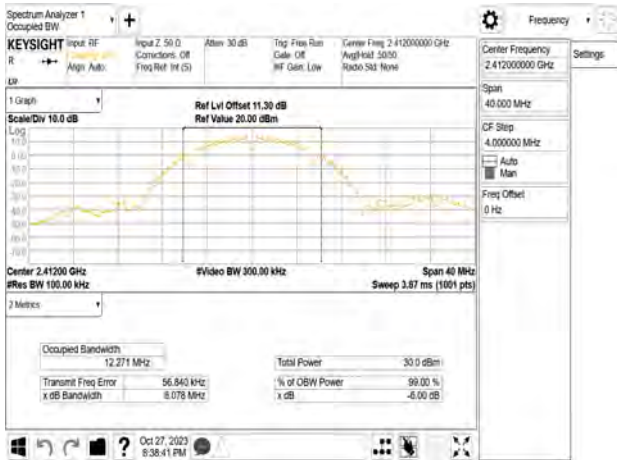 Spectrum Analyzer 1
Occupied BW
+
Frequency
KEYSIGHT Input: RF Input Z: 50 Ω Atten: 30 dB Trig: Free Run Center Freq: 2.412000000 GHz
R Corrections: Off Gate: Off Avg|Hold: 50/50
Align: Auto Freq Ref: Int (S) #IF Gain: Low Radio Std: None
1 Graph
Ref Lvl Offset 11.30 dB
Scale/Div 10.0 dB Ref Value 20.00 dBm
Log
10.0
0.00
Center 2.41200 GHz #Video BW 300.00 kHz Span 40 MHz
#Res BW 100.00 kHz Sweep 3.87 ms (1001 pts)
2 Metrics
Occupied Bandwidth
12.271 MHz Total Power 30.0 dBm
Transmit Freq Error 56.840 kHz % of OBW Power 99.00 %
x dB Bandwidth 8.078 MHz x dB -6.00 dB
Oct 27, 2023
8:38:41 PM
Center Frequency
2.412000000 GHz
Settings
Span
40.000 MHz
CF Step
4.000000 MHz
Auto
Man
Freq Offset
0 Hz